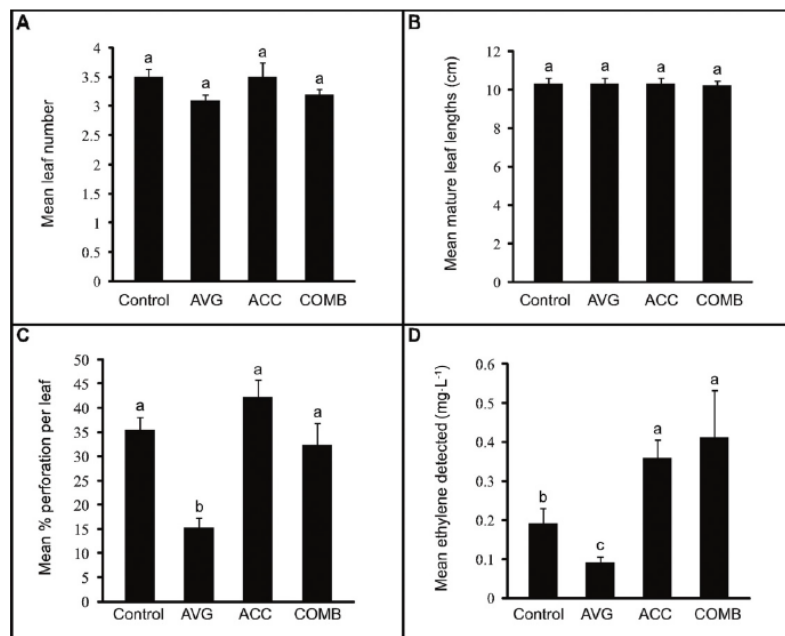 A
Mean leaf number
4
3.5
3
2.5
2
1.5
1
0.5
0
a
a
a
a
Control AVG ACC COMB
B
Mean mature leaf lengths (cm)
12
10
8
6
4
2
0
a
a
a
a
Control AVG ACC COMB
C
Mean % perforation per leaf
50
45
40
35
30
25
20
15
10
5
0
a
b
a
a
Control AVG ACC COMB
D
Mean ethylene detected (mg·L⁻¹)
0.6
0.5
0.4
0.3
0.2
0.1
0
b
c
a
a
Control AVG ACC COMB